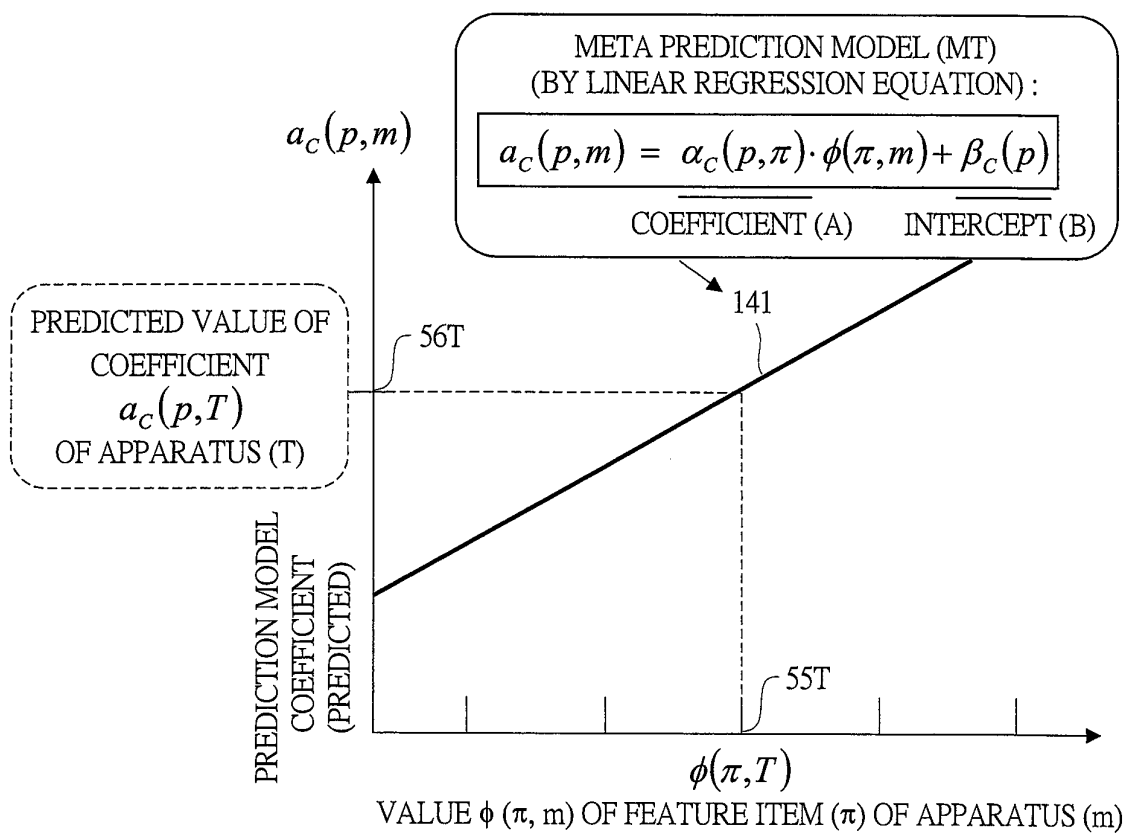 META PREDICTION MODEL (MT)
(BY LINEAR REGRESSION EQUATION) :
a_C(p,m) = α_C(p,π)·ϕ(π,m)+ β_C(p)
COEFFICIENT (A) INTERCEPT (B)
a_C(p,m)
141
56T
PREDICTED VALUE OF
COEFFICIENT
a_C(p,T)
OF APPARATUS (T)
PREDICTION MODEL
COEFFICIENT
(PREDICTED)
55T
ϕ(π,T)
VALUE ϕ (π, m) OF FEATURE ITEM (π) OF APPARATUS (m)